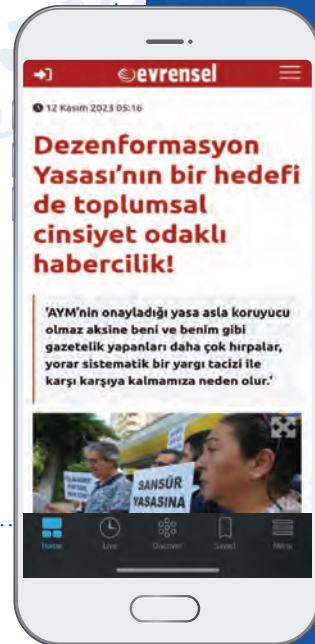 evrensel
12 Kasım 2023 05:16
Dezenformasyon
Yasası'nın bir hedefi
de toplumsal
cinsiyet odaklı
habercilik!
'AYM'nin onayladığı yasa asla koruyucu
olmaz aksine beni ve benim gibi
gazetelik yapanları daha çok hırpalar,
yorar sistematik bir yargı tacizi ile
karşı karşıya kalmamıza neden olur.'
SANSÜR
YASASINA
Home Live Discover Saved Menu